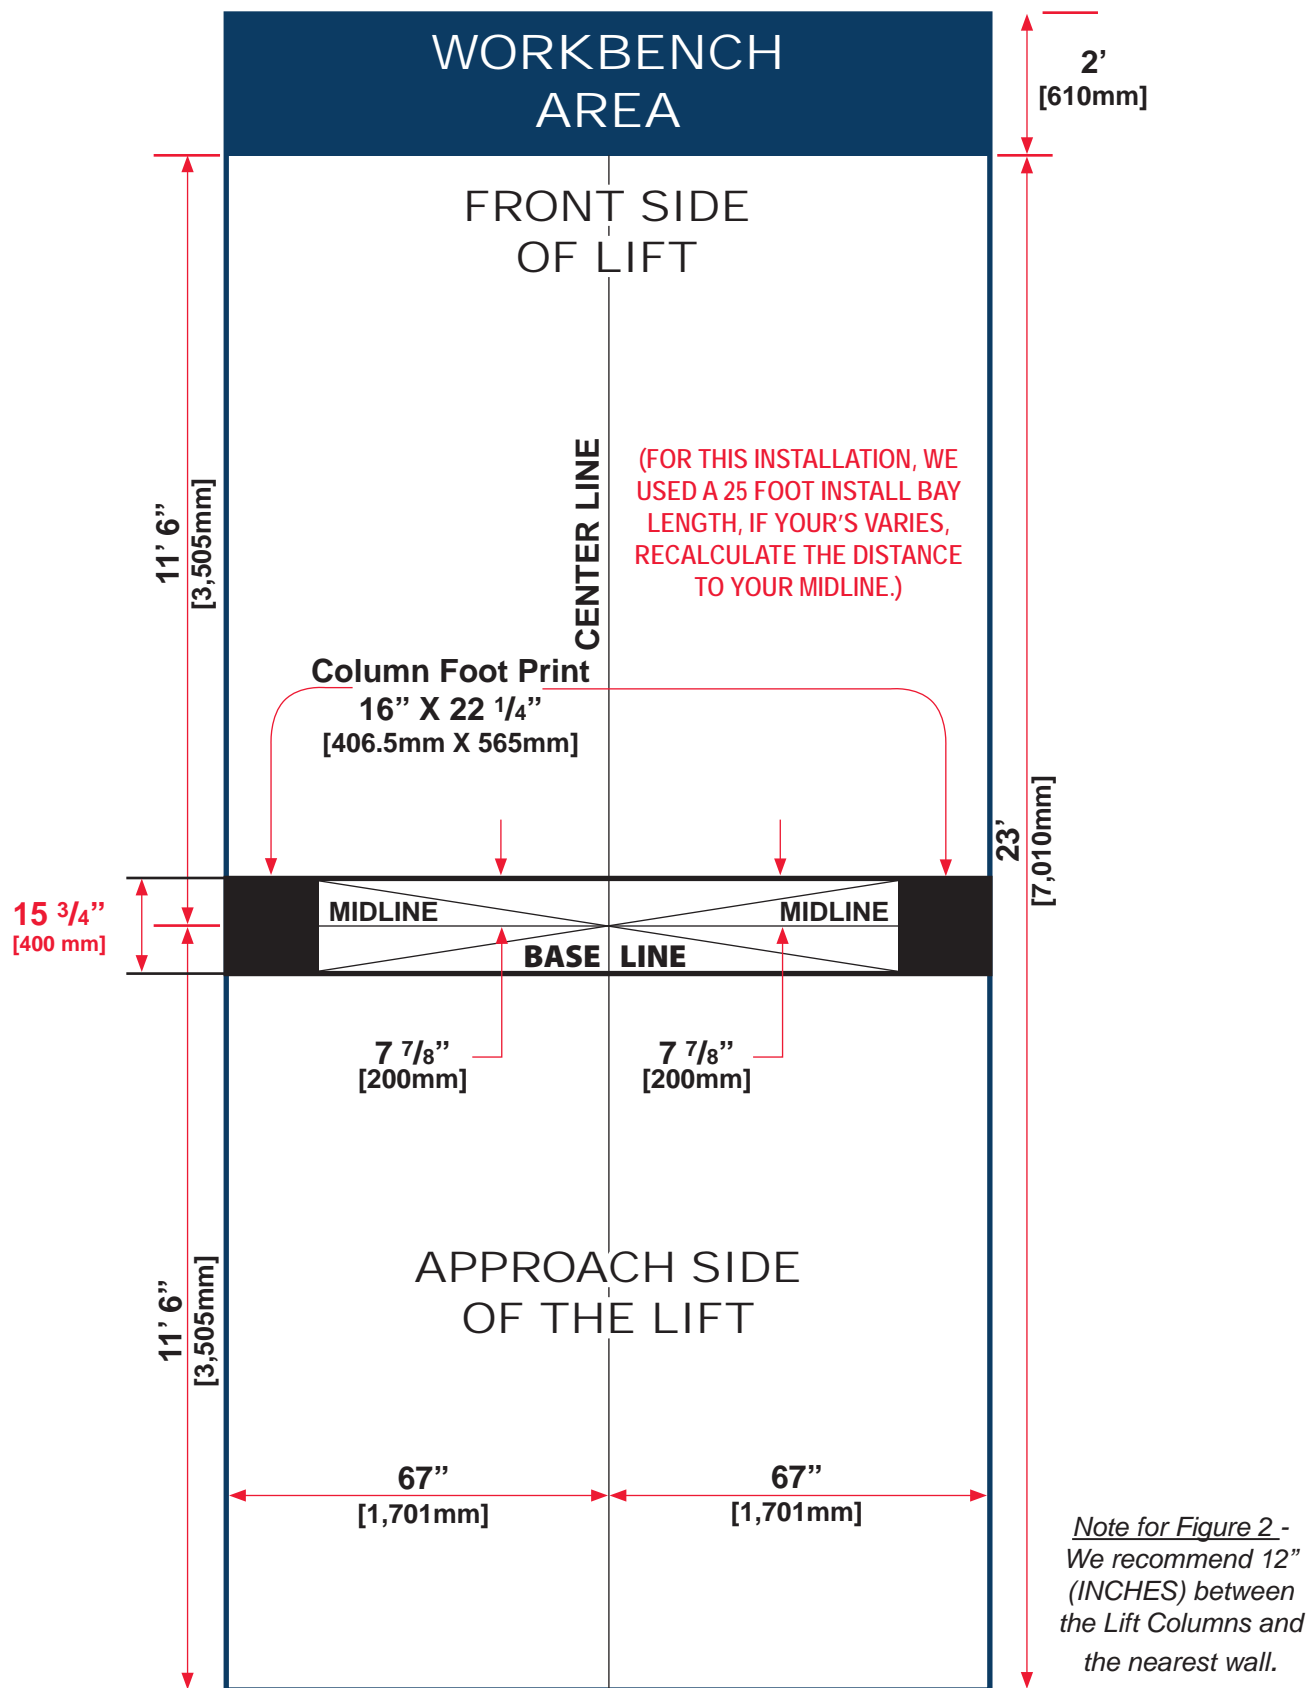 WORKBENCH
AREA
2’
[610mm]
FRONT SIDE
OF LIFT
CENTER LINE
(FOR THIS INSTALLATION, WE
USED A 25 FOOT INSTALL BAY
LENGTH, IF YOUR’S VARIES,
RECALCULATE THE DISTANCE
TO YOUR MIDLINE.)
11’ 6”
[3,505mm]
Column Foot Print
16” X 22 1/4”
[406.5mm X 565mm]
23’
[7,010mm]
15 3/4”
[400 mm]
MIDLINE
MIDLINE
BASE LINE
7 7/8”
[200mm]
7 7/8”
[200mm]
APPROACH SIDE
OF THE LIFT
11’ 6”
[3,505mm]
67”
[1,701mm]
67”
[1,701mm]
Note for Figure 2 -
We recommend 12”
(INCHES) between
the Lift Columns and
the nearest wall.